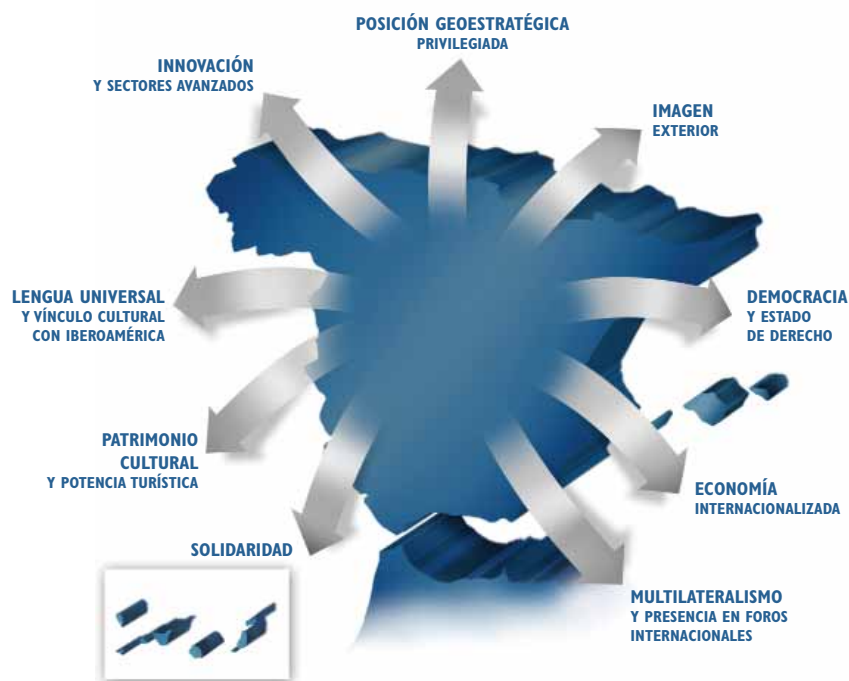 POSICIÓN GEOESTRATÉGICA
PRIVILEGIADA
INNOVACIÓN
Y SECTORES AVANZADOS
IMAGEN
EXTERIOR
LENGUA UNIVERSAL
Y VÍNCULO CULTURAL
CON IBEROAMÉRICA
DEMOCRACIA
Y ESTADO
DE DERECHO
PATRIMONIO
CULTURAL
Y POTENCIA TURÍSTICA
ECONOMÍA
INTERNACIONALIZADA
SOLIDARIDAD
MULTILATERALISMO
Y PRESENCIA EN FOROS
INTERNACIONALES